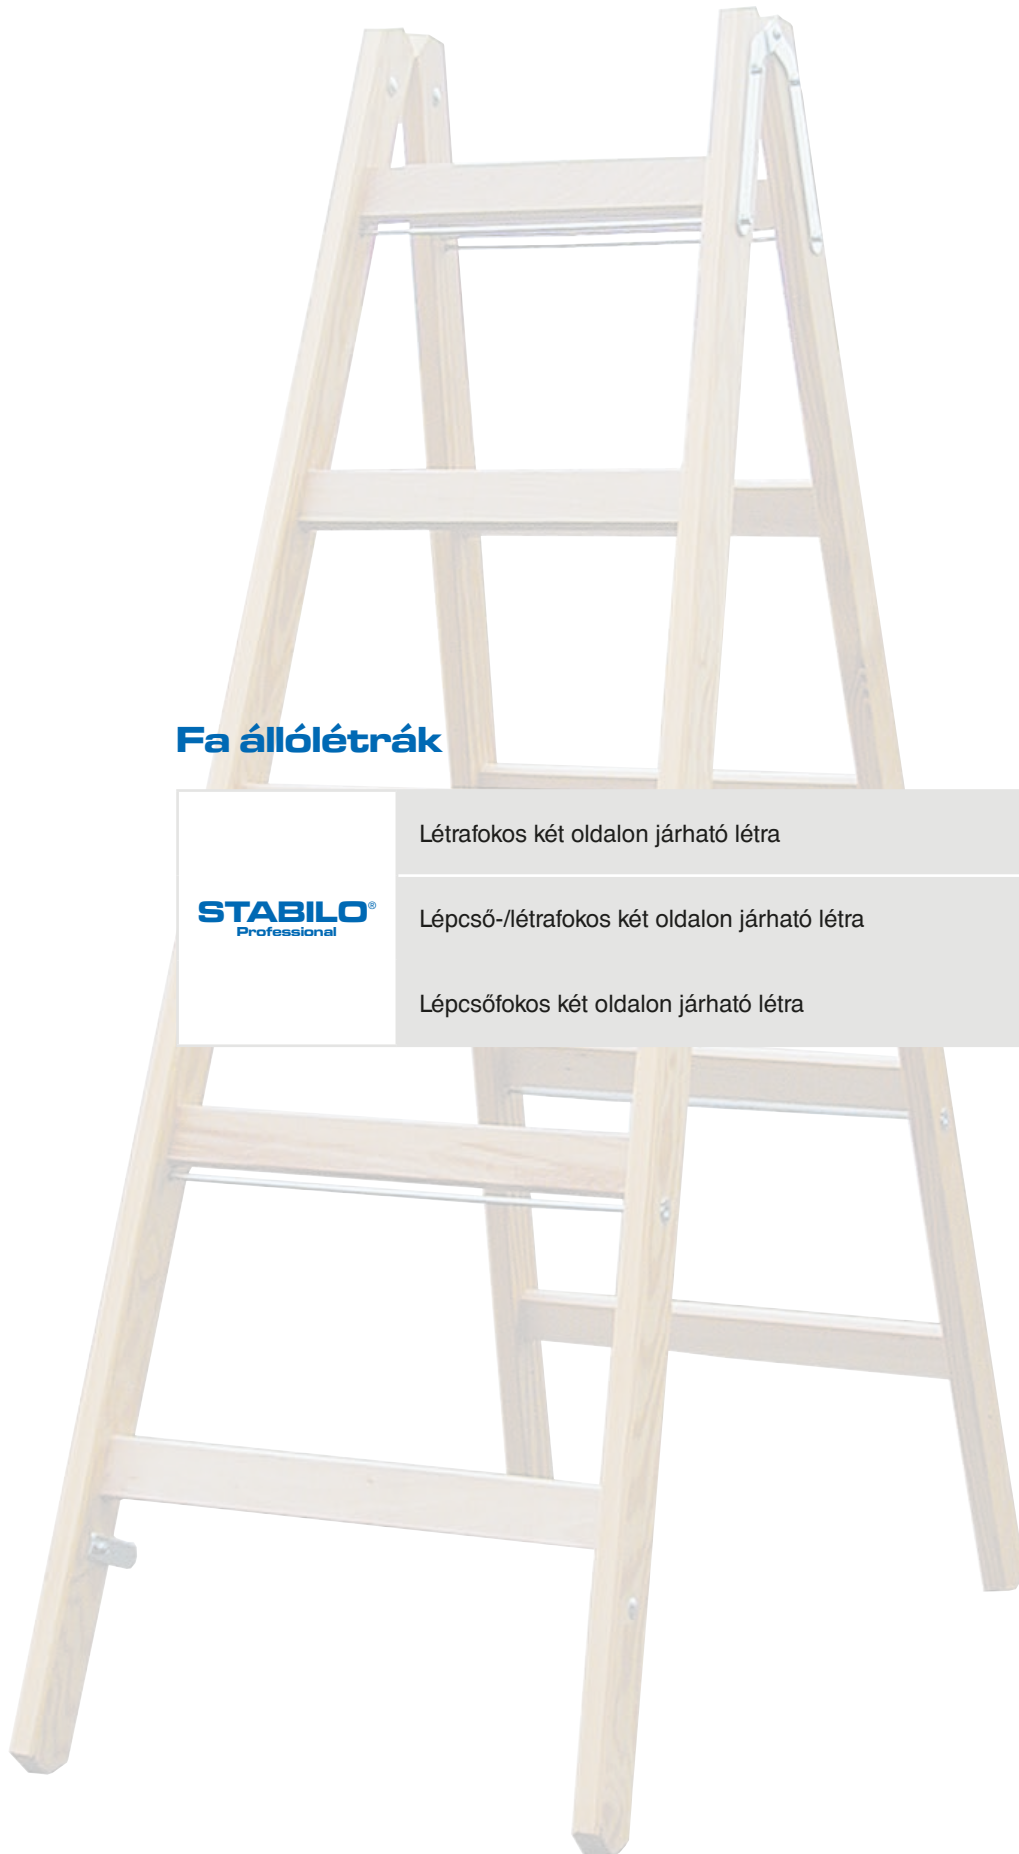 Fa állólétrák
STABILO®
Professional
Létrafokos két oldalon járható létra
Lépcső-/létrafokos két oldalon járható létra
Lépcsőfokos két oldalon járható létra